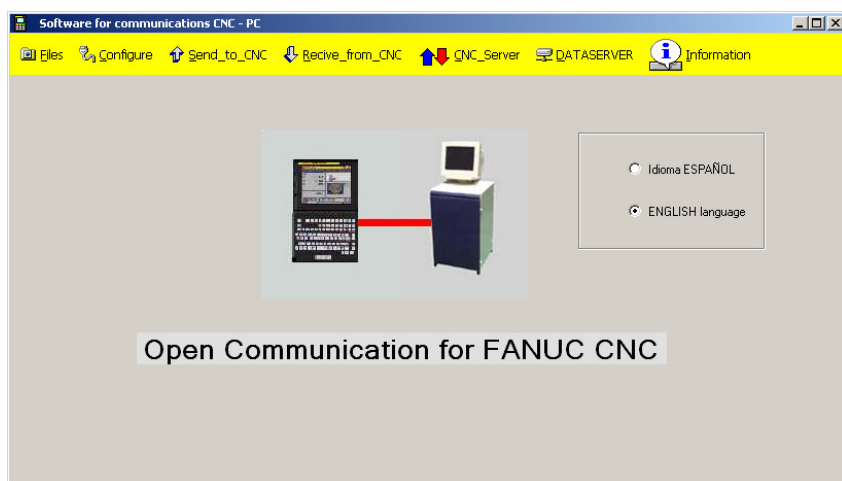 Software for communications CNC - PC
Files Configure Send_to_CNC Recive_from_CNC CNC_Server DATASERVER Information
Idioma ESPAÑOL
ENGLISH language
Open Communication for FANUC CNC